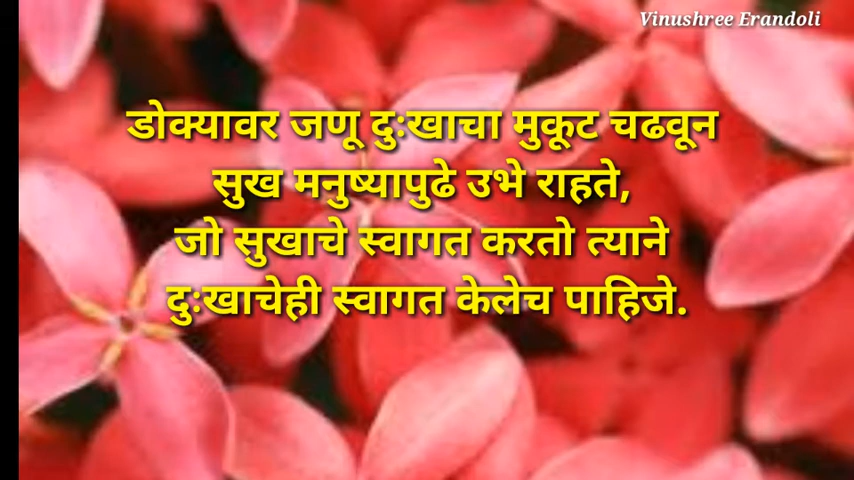 Vinushree Erandoli
डोक्यावर जणू दुःखाचा मुकूट चढवून
सुख मनुष्यापुढे उभे राहते,
जो सुखाचे स्वागत करतो त्याने
दुःखाचेही स्वागत केलेच पाहिजे.